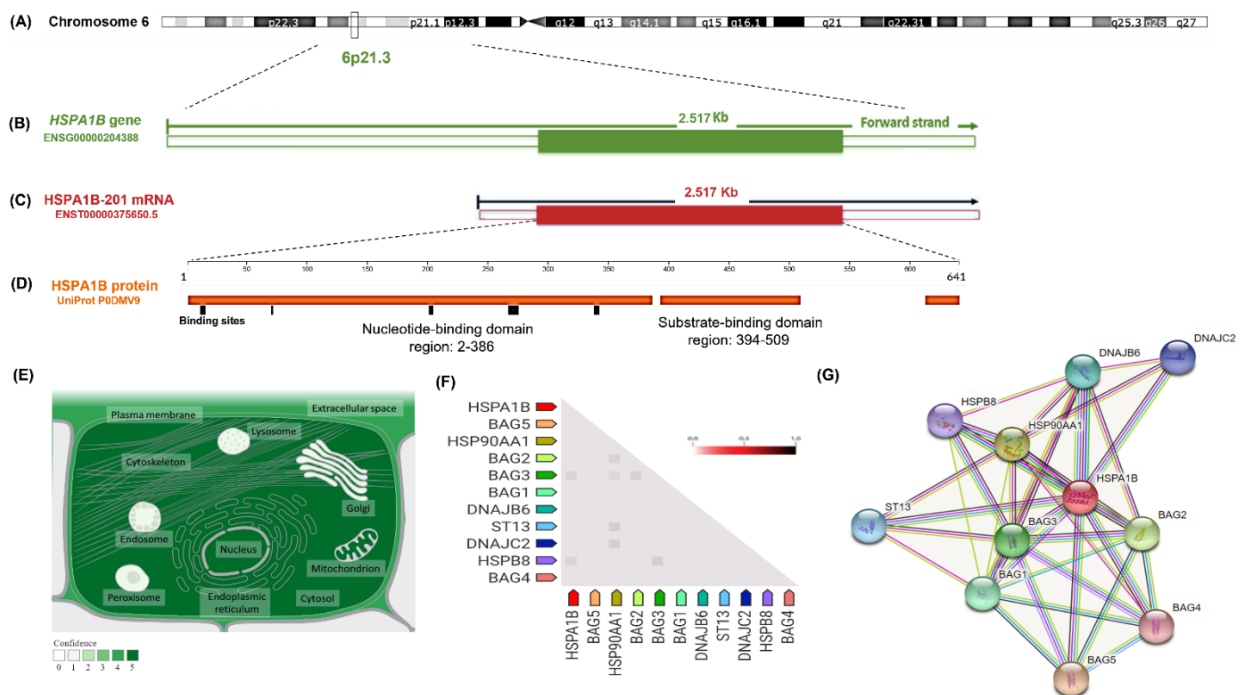 (A) Chromosome 6 p22.3 p21.1 p12.3 q12 q13 q14.1 q15 q16.1 q21 q22.31 q25.3 q26 q27
6p21.3
(B) HSPA1B gene
ENSG00000204388
2.517 Kb Forward strand
(C) HSPA1B-201 mRNA
ENST00000375650.5
2.517 Kb
1 50 100 150 200 250 300 350 400 450 500 550 600 641
(D) HSPA1B protein
UniProt P0DMV9
Binding sites
Nucleotide-binding domain
region: 2-386
Substrate-binding domain
region: 394-509
(E)
Plasma membrane
Extracellular space
Lysosome
Cytoskeleton
Golgi
Endosome
Nucleus
Mitochondrion
Peroxisome
Endoplasmic
reticulum
Cytosol
Confidence
0 1 2 3 4 5
(F)
0.0 0.5 1.0
HSPA1B
BAG5
HSP90AA1
BAG2
BAG3
BAG1
DNAJB6
ST13
DNAJC2
HSPB8
BAG4
HSPA1B
BAG5
HSP90AA1
BAG2
BAG3
BAG1
DNAJB6
ST13
DNAJC2
HSPB8
BAG4
(G)
DNAJC2
DNAJB6
HSPB8
HSP90AA1
HSPA1B
ST13
BAG3
BAG2
BAG1
BAG4
BAG5